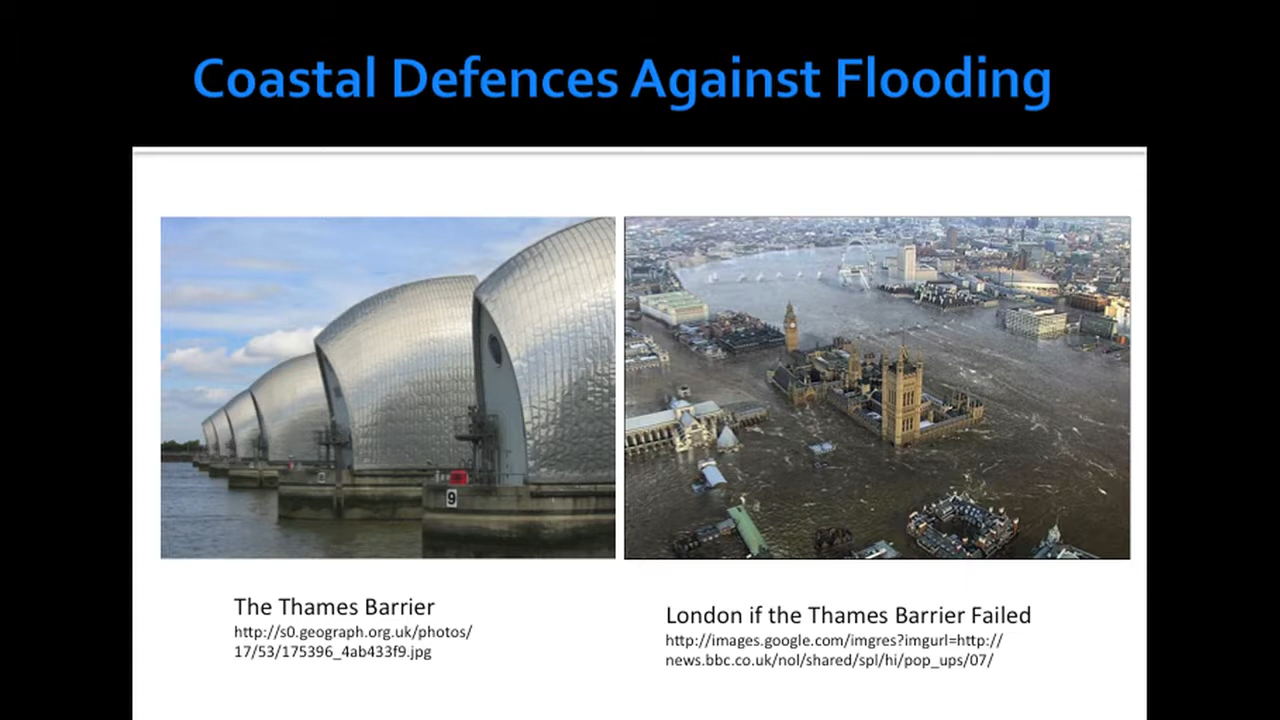 Coastal Defences Against Flooding
9
The Thames Barrier
http://s0.geograph.org.uk/photos/
17/53/175396_4ab433f9.jpg
London if the Thames Barrier Failed
http://images.google.com/imgres?imgurl=http://
news.bbc.co.uk/nol/shared/spl/hi/pop_ups/07/